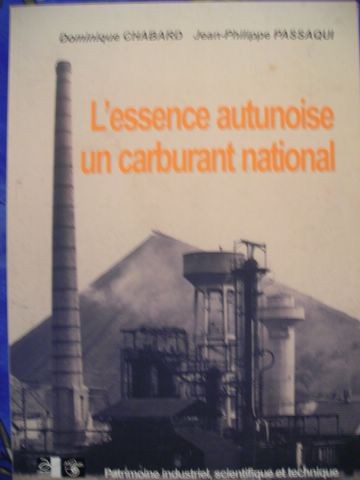 Dominique CHABARD Jean-Philippe PASSAQUI
L'essence autunoise
un carburant national
Patrimoine industriel, scientifique et technique